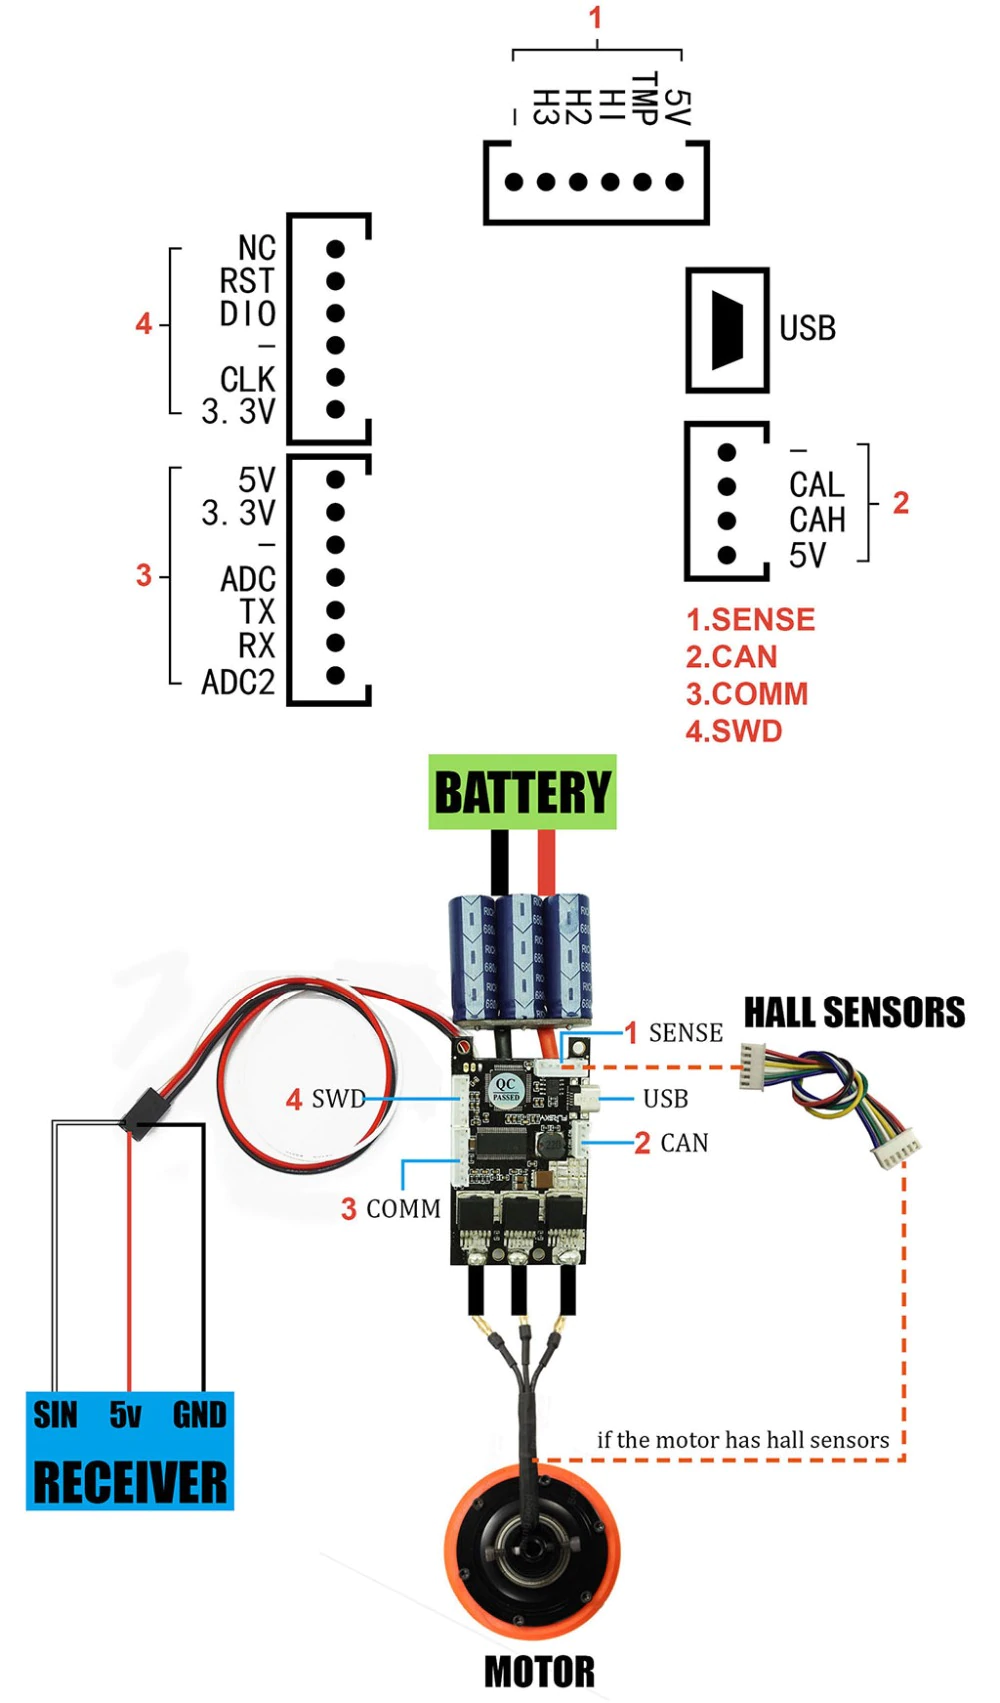 1
－
H3
H2
H1
TMP
5V
4
NC
RST
DIO
－
CLK
3.3V
USB
3
5V
3.3V
－
ADC
TX
RX
ADC2
－
CAL
CAH
5V
2
1.SENSE
2.CAN
3.COMM
4.SWD
BATTERY
1 SENSE
HALL SENSORS
4 SWD
QC
PASSED
USB
2 CAN
3 COMM
SIN 5v GND
RECEIVER
if the motor has hall sensors
MOTOR